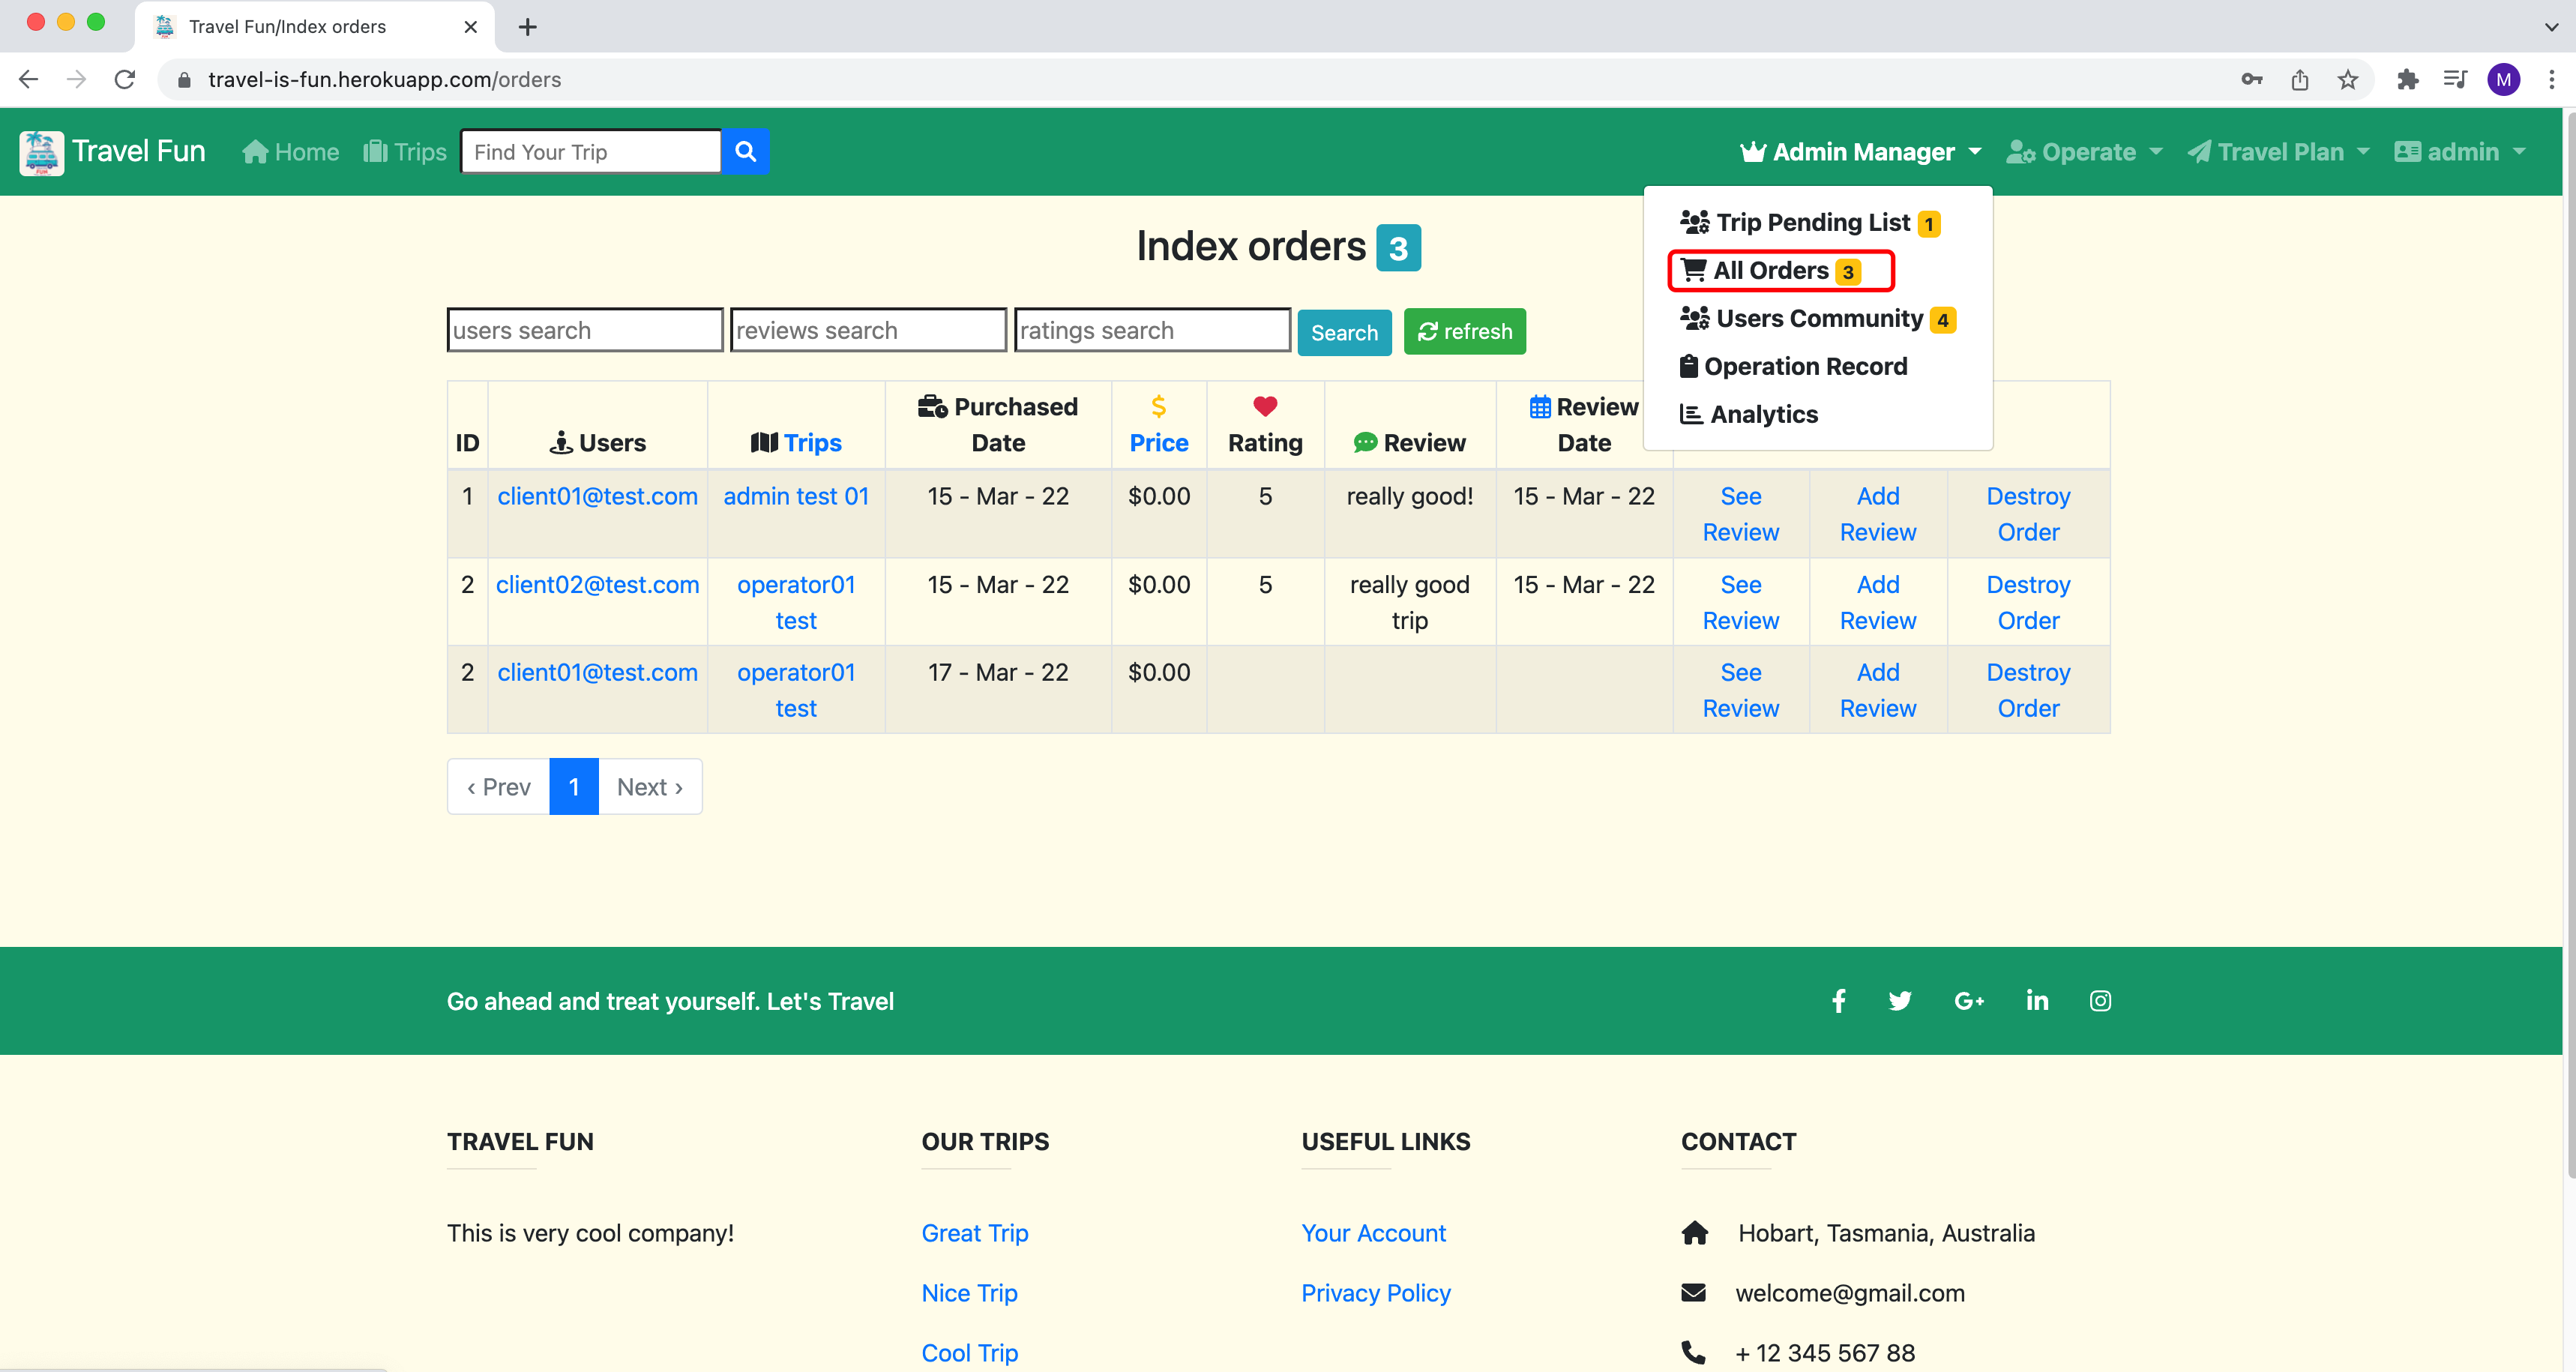 Travel Fun/Index orders
travel-is-fun.herokuapp.com/orders
M
Travel Fun
Home
Trips
Find Your Trip
Admin Manager
Operate
Travel Plan
admin
Trip Pending List 1
All Orders 3
Users Community 4
Operation Record
Analytics
Index orders 3
users search
reviews search
ratings search
Search
refresh
ID
Users
Trips
Purchased
Date
$
Price
Rating
Review
Review
Date
1 client01@test.com admin test 01 15 - Mar - 22 $0.00 5 really good! 15 - Mar - 22 See Add Destroy
Review Review Order
2 client02@test.com operator01 15 - Mar - 22 $0.00 5 really good 15 - Mar - 22 See Add Destroy
test trip Review Review Order
2 client01@test.com operator01 17 - Mar - 22 $0.00 See Add Destroy
test Review Review Order
‹ Prev 1 Next ›
Go ahead and treat yourself. Let's Travel
G+
in
TRAVEL FUN
This is very cool company!
OUR TRIPS
Great Trip
Nice Trip
Cool Trip
USEFUL LINKS
Your Account
Privacy Policy
CONTACT
Hobart, Tasmania, Australia
welcome@gmail.com
+ 12 345 567 88